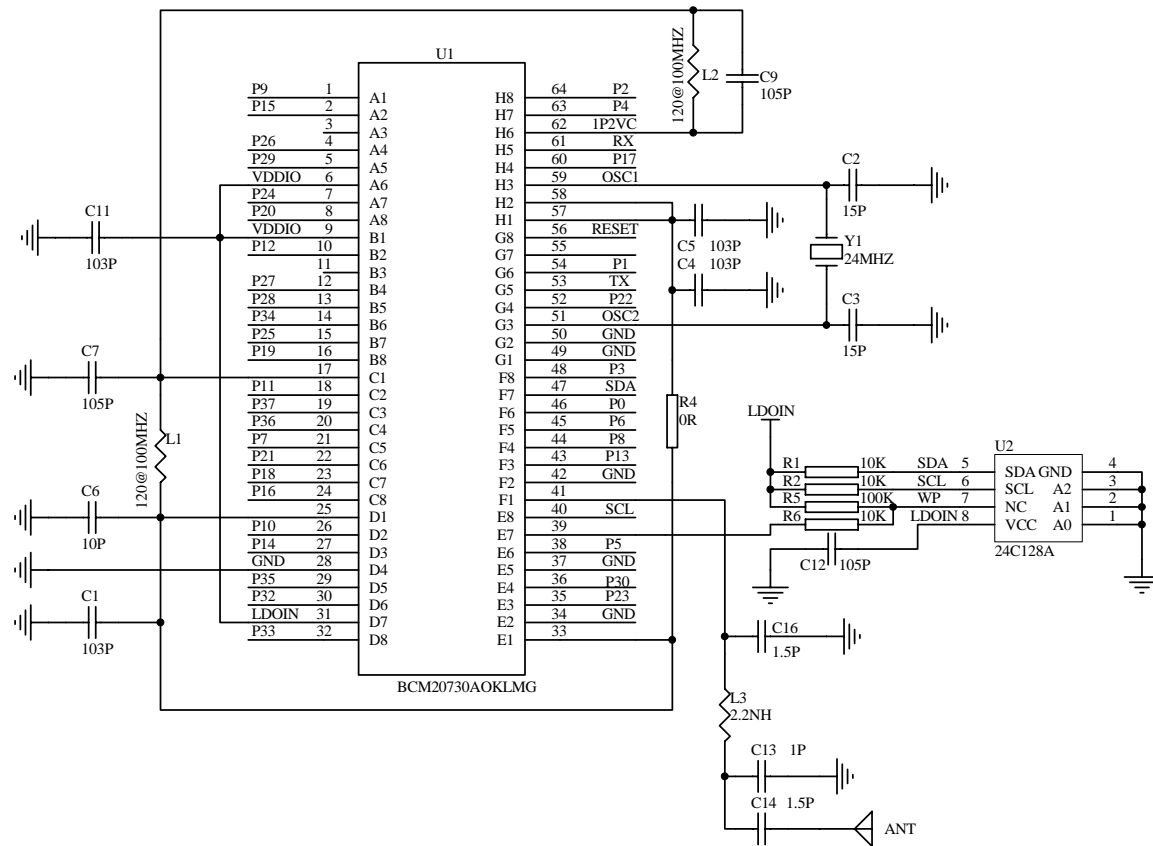 U1
120@100MHZ
L2
C9
105P
P9 1 A1 H8 64 P2
P15 2 A2 H7 63 P4
3 A3 H6 62 1P2VC
P26 4 A4 H5 61 RX
P29 5 A5 H4 60 P17
VDDIO 6 A6 H3 59 OSC1
P24 7 A7 H2 58
P20 8 A8 H1 57
VDDIO 9 B1 G8 56 RESET
P12 10 B2 G7 55
11 B3 G6 54 P1
P27 12 B4 G5 53 TX
P28 13 B5 G4 52 P22
P34 14 B6 G3 51 OSC2
P25 15 B7 G2 50 GND
P19 16 B8 G1 49 GND
17 C1 F8 48 P3
P11 18 C2 F7 47 SDA
P37 19 C3 F6 46 P0
P36 20 C4 F5 45 P6
P7 21 C5 F4 44 P8
P21 22 C6 F3 43 P13
P18 23 C7 F2 42 GND
P16 24 C8 F1 41
25 D1 E8 40 SCL
P10 26 D2 E7 39
P14 27 D3 E6 38 P5
GND 28 D4 E5 37 GND
P35 29 D5 E4 36 P30
P32 30 D6 E3 35 P23
LDOIN 31 D7 E2 34 GND
P33 32 D8 E1 33
BCM20730AOKLMG
C11
103P
C7
105P
120@100MHZ
L1
C6
10P
C1
103P
C2
15P
C5 103P
C4 103P
Y1
24MHZ
C3
15P
R4
0R
LDOIN
U2
R1 10K SDA 5 SDA GND 4
R2 10K SCL 6 SCL A2 3
R5 100K WP 7 NC A1 2
R6 10K LDOIN 8 VCC A0 1
C12 105P
24C128A
C16
1.5P
L3
2.2NH
C13 1P
C14 1.5P
ANT